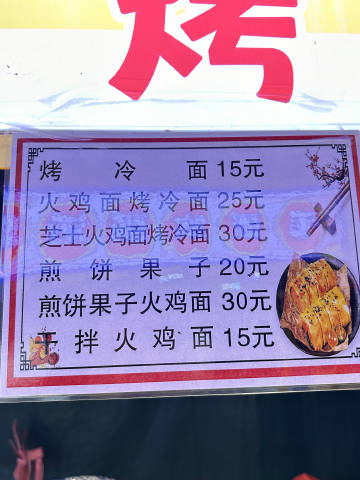 烤
烤冷面 15元
火鸡面烤冷面 25元
芝士火鸡面烤冷面 30元
煎饼果子 20元
煎饼果子火鸡面 30元
干拌火鸡面 15元